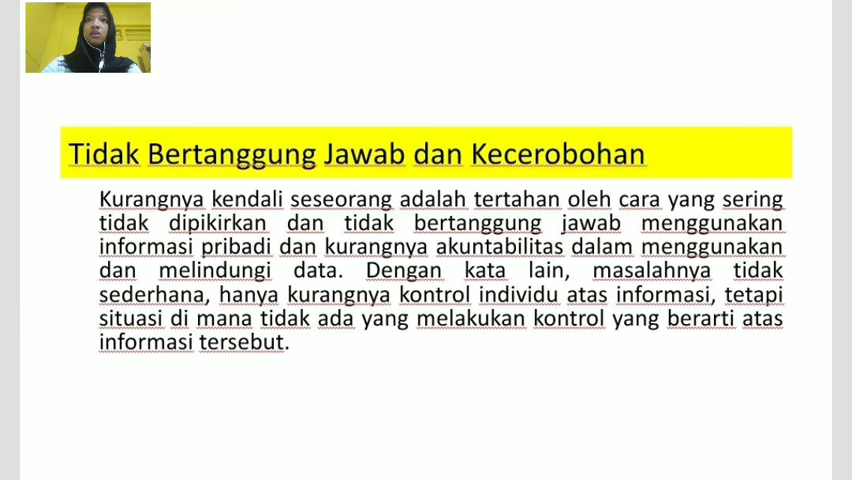 Tidak Bertanggung Jawab dan Kecerobohan
Kurangnya kendali seseorang adalah tertahan oleh cara yang sering
tidak dipikirkan dan tidak bertanggung jawab menggunakan
informasi pribadi dan kurangnya akuntabilitas dalam menggunakan
dan melindungi data. Dengan kata lain, masalahnya tidak
sederhana, hanya kurangnya kontrol individu atas informasi, tetapi
situasi di mana tidak ada yang melakukan kontrol yang berarti atas
informasi tersebut.